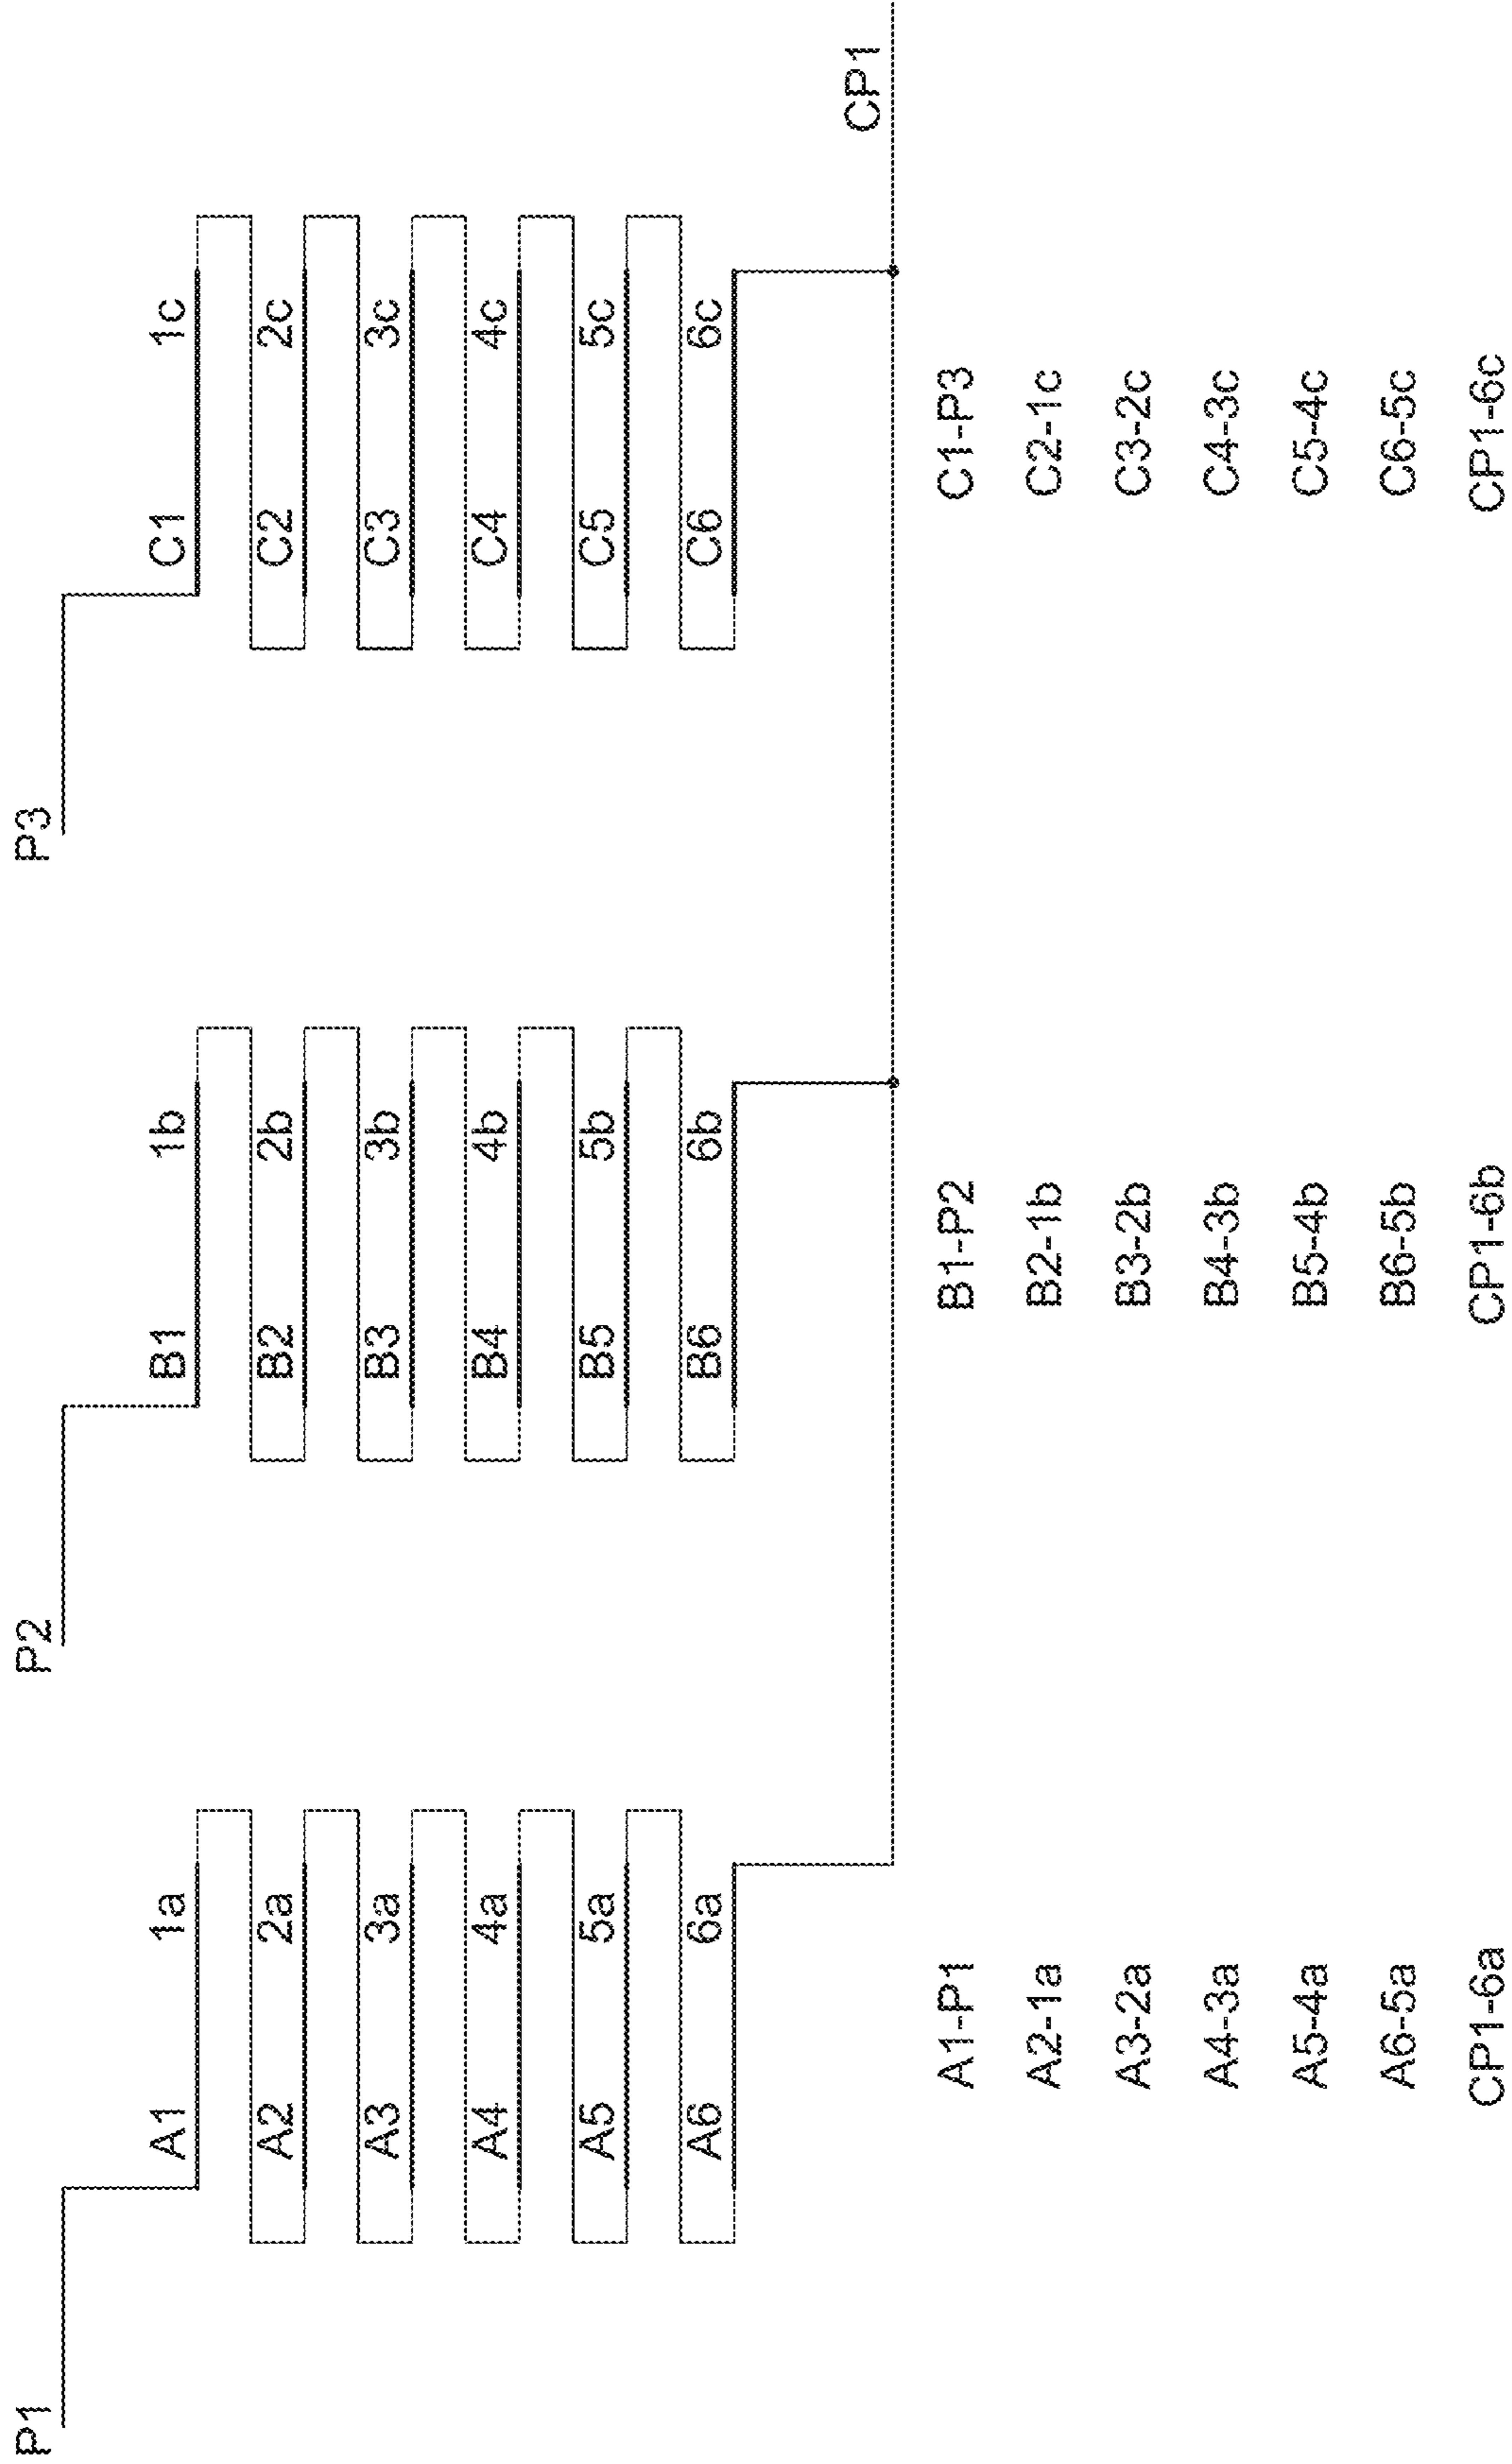 P1
P2
P3
A1 1a
B1 1b
C1 1c
A2 2a
B2 2b
C2 2c
A3 3a
B3 3b
C3 3c
A4 4a
B4 4b
C4 4c
A5 5a
B5 5b
C5 5c
A6 6a
B6 6b
C6 6c
CP1
A1-P1
B1-P2
C1-P3
A2-1a
B2-1b
C2-1c
A3-2a
B3-2b
C3-2c
A4-3a
B4-3b
C4-3c
A5-4a
B5-4b
C5-4c
A6-5a
B6-5b
C6-5c
CP1-6a
CP1-6b
CP1-6c